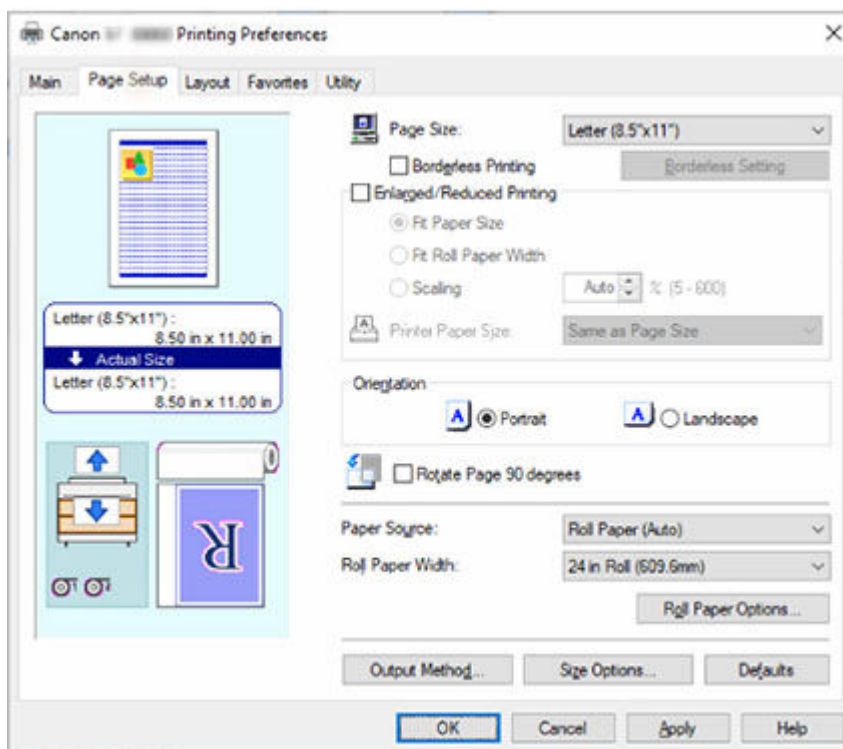 Canon Printing Preferences
Main Page Setup Layout Favorites Utility
Page Size: Letter (8.5"x11")
Borderless Printing Borderless Setting
Enlarged/Reduced Printing
Fit Paper Size
Fit Roll Paper Width
Scaling Auto % (5 - 600)
Printer Paper Size: Same as Page Size
Letter (8.5"x11") :
8.50 in x 11.00 in
Actual Size
Letter (8.5"x11") :
8.50 in x 11.00 in
Orientation
A Portrait A Landscape
Rotate Page 90 degrees
R
Paper Source: Roll Paper (Auto)
Roll Paper Width: 24 in Roll (609.6mm)
Roll Paper Options...
Output Method... Size Options... Defaults
OK Cancel Apply Help